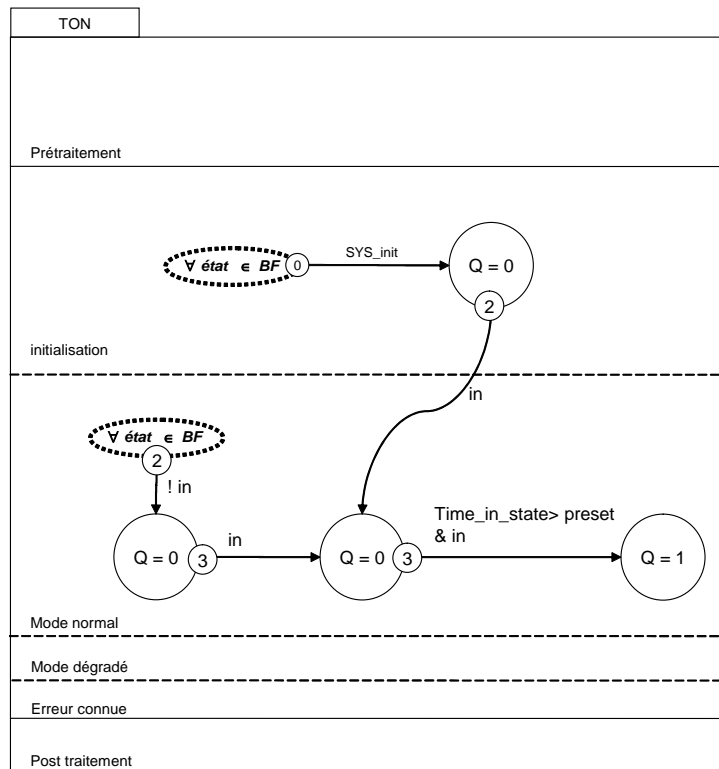 TON
Prétraitement
∀ état ∈ BF
0
SYS_init
Q = 0
2
initialisation
in
∀ état ∈ BF
2
! in
Q = 0
3
in
Q = 0
3
Time_in_state> preset
& in
Q = 1
Mode normal
Mode dégradé
Erreur connue
Post traitement